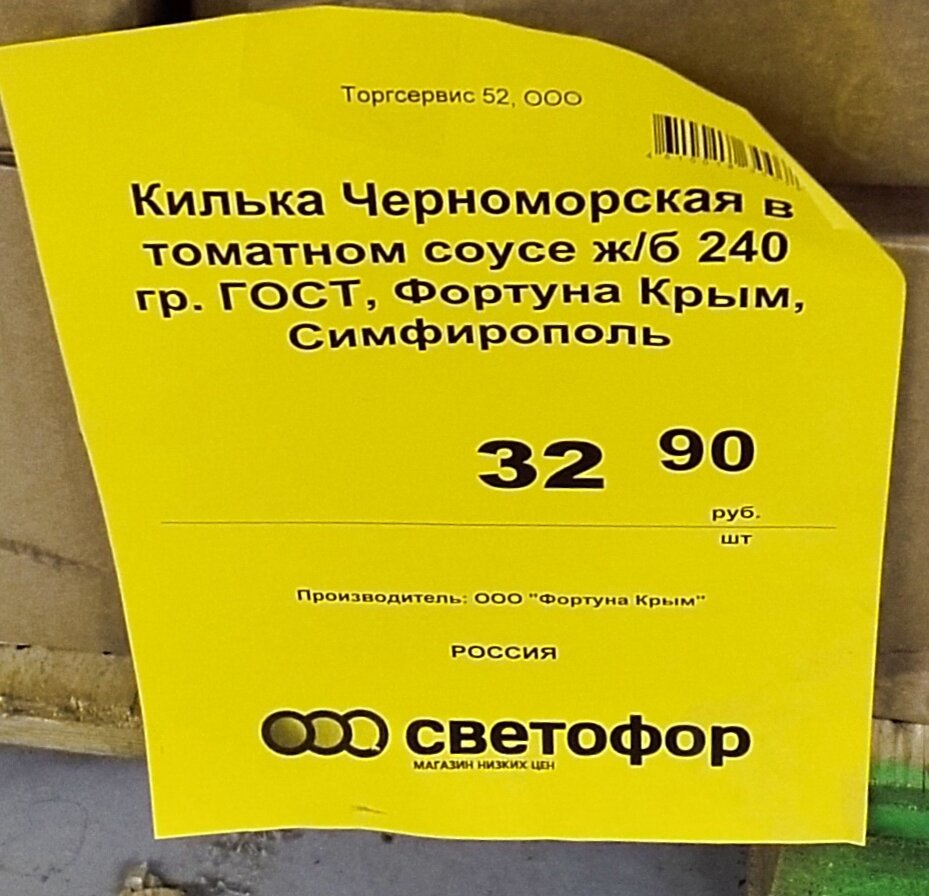 Торгсервис 52, ООО
Килька Черноморская в
томатном соусе ж/б 240
гр. ГОСТ, Фортуна Крым,
Симфирополь
32 90
руб.
шт
Производитель: ООО "Фортуна Крым"
РОССИЯ
светофор
МАГАЗИН НИЗКИХ ЦЕН